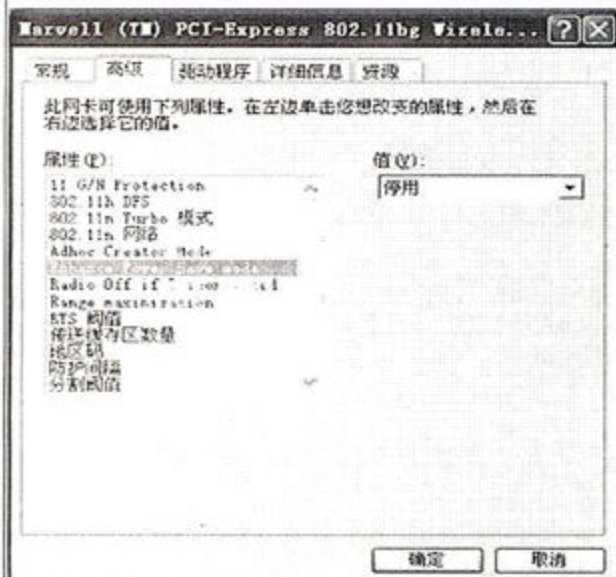 Marvell (TM) PCI-Express 802.11bg Wirele...
常规 高级 驱动程序 详细信息 资源
此网卡可使用下列属性。在左边单击您想改变的属性，然后在
右边选择它的值。
属性(P):
值(V):
停用
11 G/N Protection
802.11h DFS
802.11n Turbo 模式
802.11n 网络
Adhoc Creator Mode
Radio Off if
Range maximization
RTS 阈值
传送缓存区数量
地区码
防护间隔
分割阈值
确定 取消